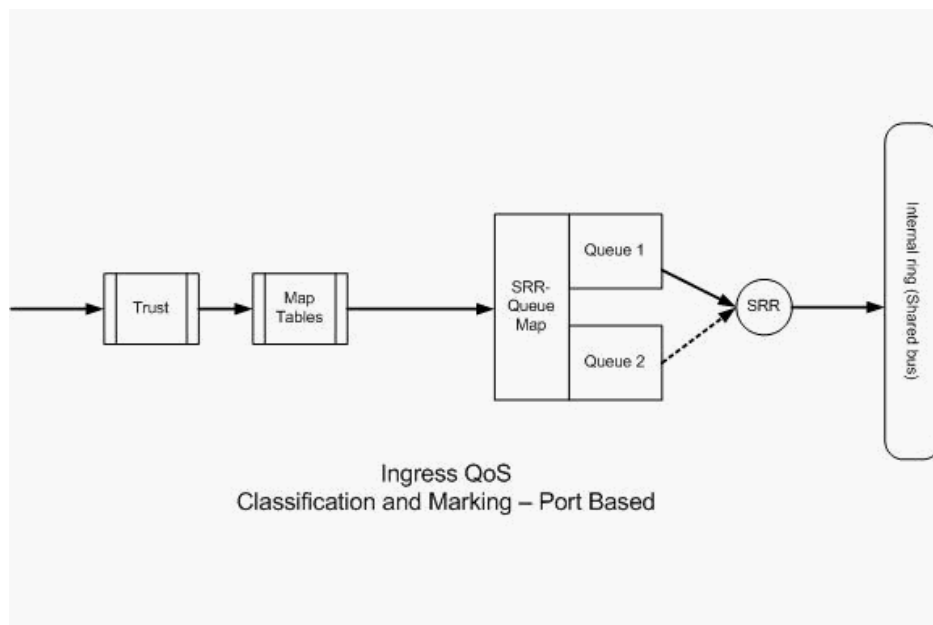 Trust
Map
Tables
SRR-
Queue
Map
Queue 1
Queue 2
SRR
Internal ring (Shared bus)
Ingress QoS
Classification and Marking – Port Based